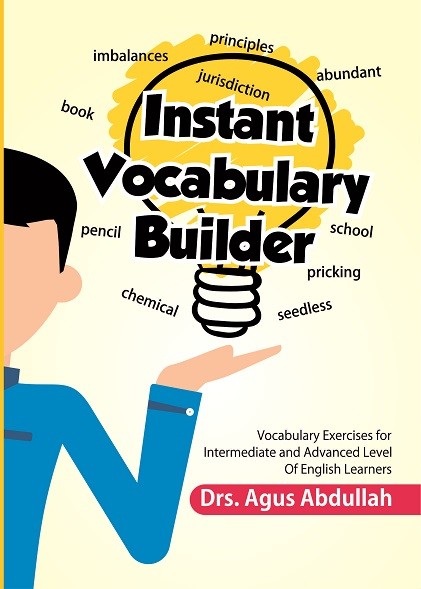 principles
imbalances
jurisdiction
abundant
book
Instant
Vocabulary
Builder
pencil
school
pricking
chemical
seedless
Vocabulary Exercises for
Intermediate and Advanced Level
Of English Learners
Drs. Agus Abdullah